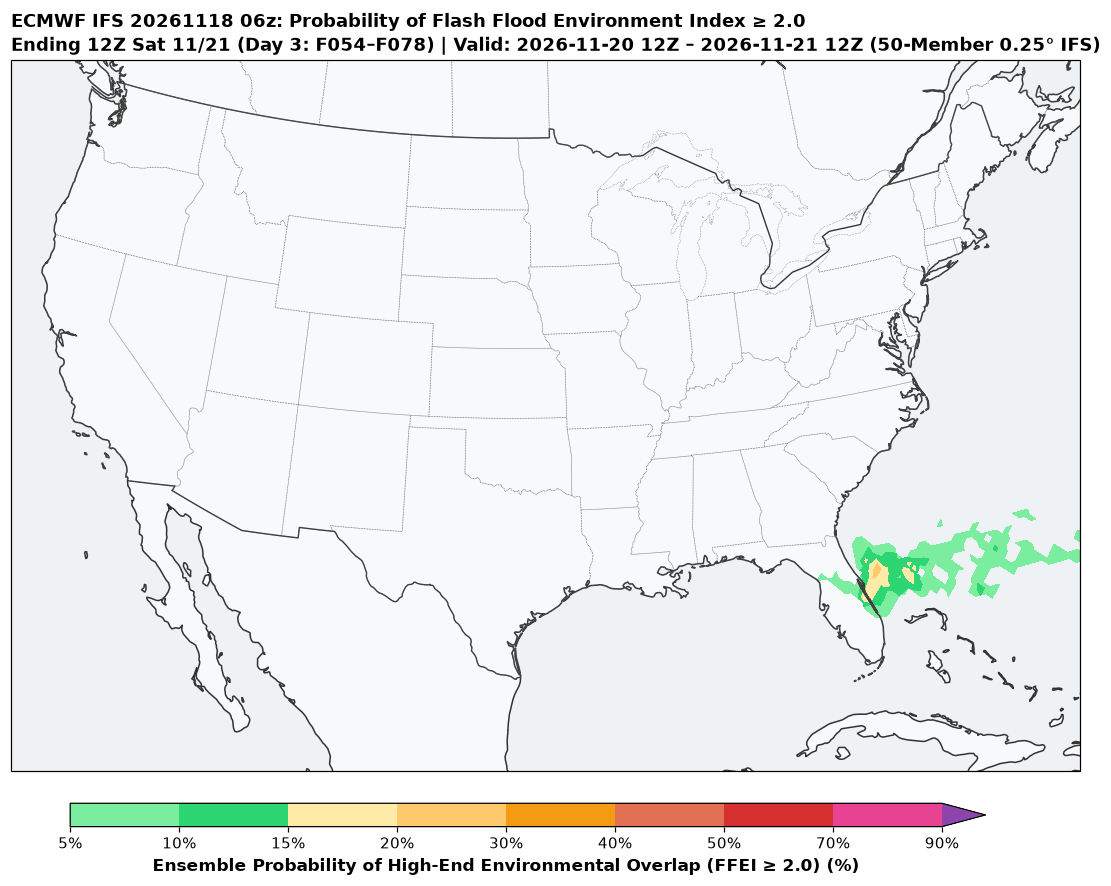 ECMWF IFS 20261118 06z: Probability of Flash Flood Environment Index ≥ 2.0
Ending 12Z Sat 11/21 (Day 3: F054–F078) | Valid: 2026-11-20 12Z – 2026-11-21 12Z (50-Member 0.25° IFS)
5% 10% 15% 20% 30% 40% 50% 70% 90%
Ensemble Probability of High-End Environmental Overlap (FFEI ≥ 2.0) (%)